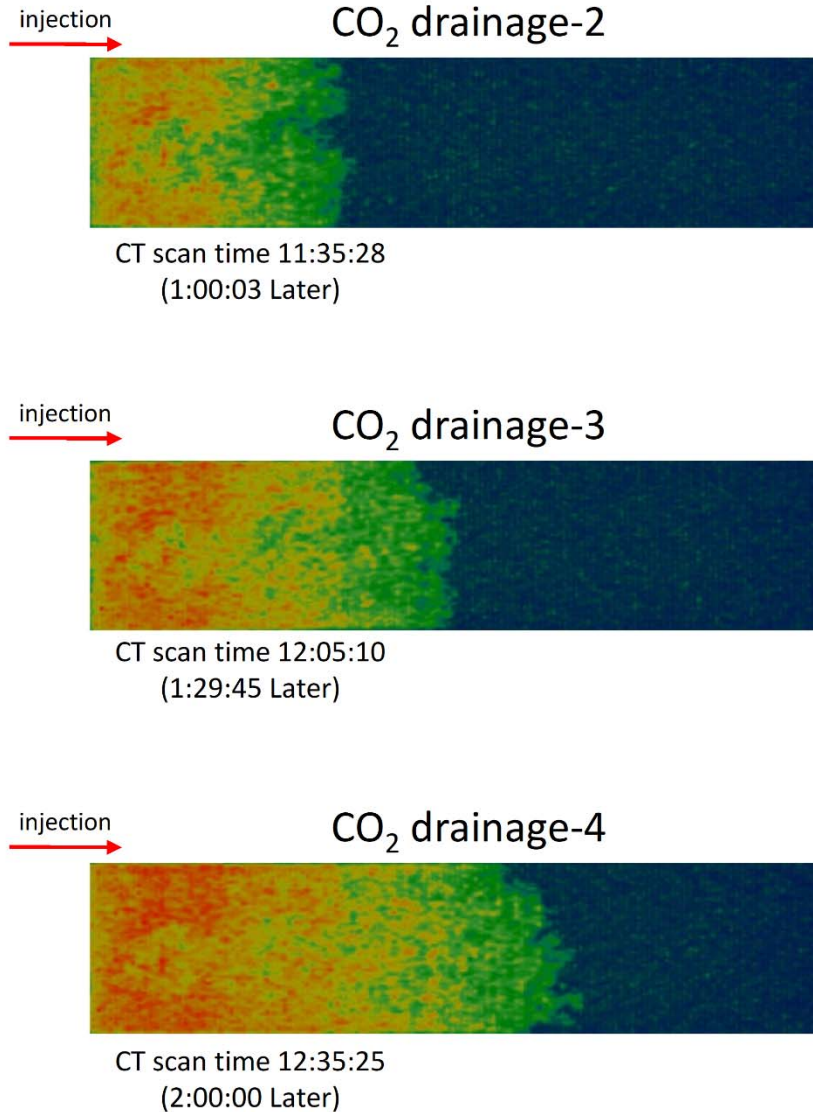 injection
CO₂ drainage-2
CT scan time 11:35:28
(1:00:03 Later)
injection
CO₂ drainage-3
CT scan time 12:05:10
(1:29:45 Later)
injection
CO₂ drainage-4
CT scan time 12:35:25
(2:00:00 Later)